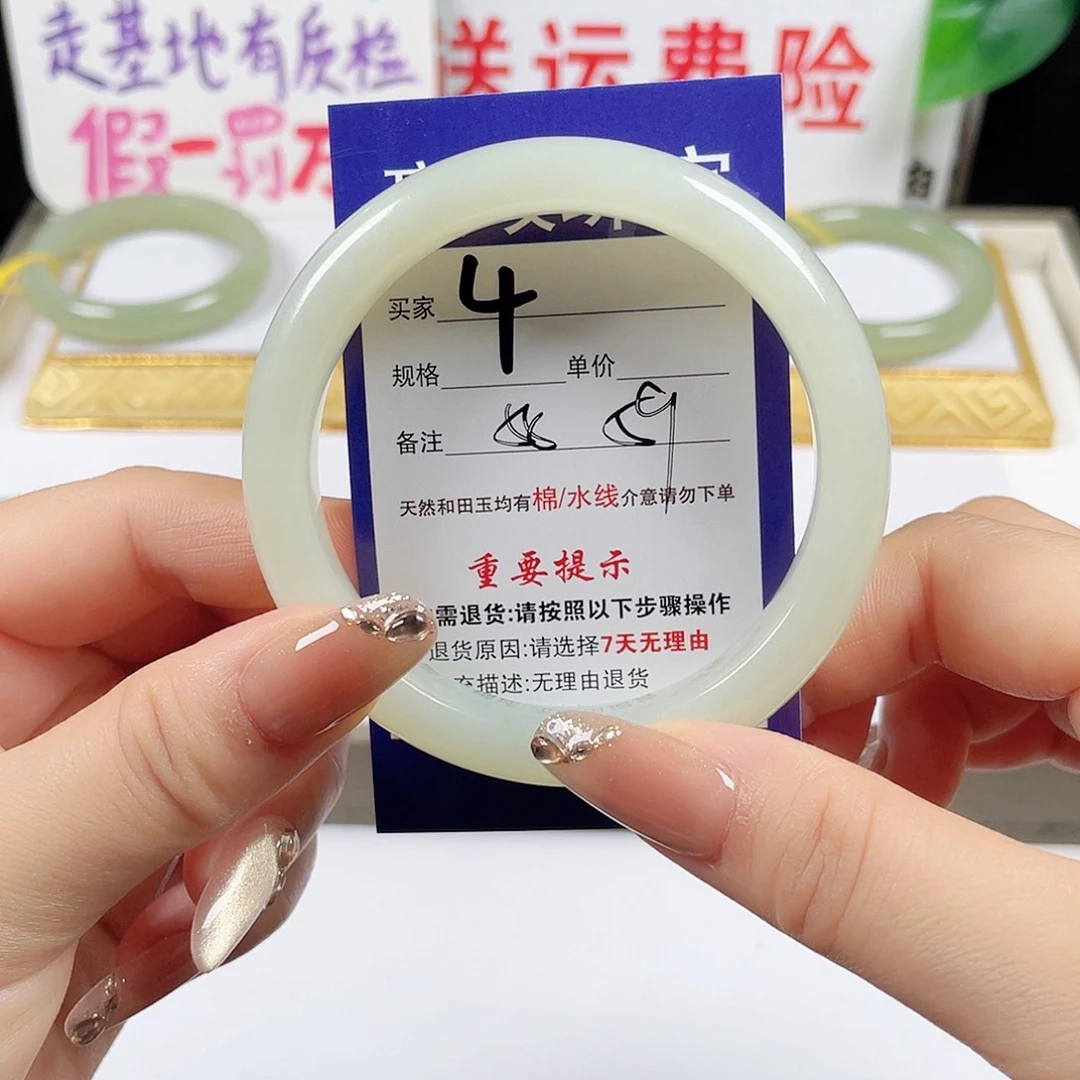 走基地有质检
假一罚万
送运费险
买家 4
规格 单价
备注
天然和田玉均有棉/水线介意请勿下单
重要提示
需退货:请按照以下步骤操作
退货原因:请选择7天无理由
充描述:无理由退货